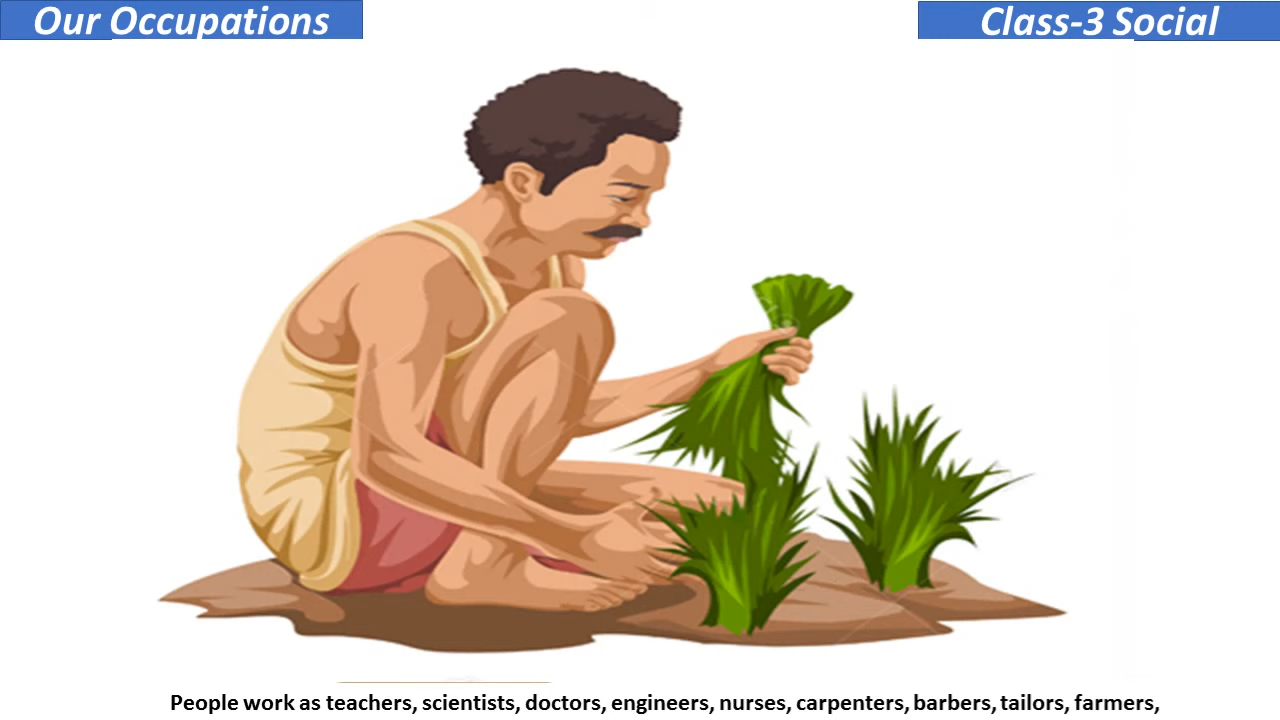 Our Occupations
Class-3 Social
People work as teachers, scientists, doctors, engineers, nurses, carpenters, barbers, tailors, farmers,